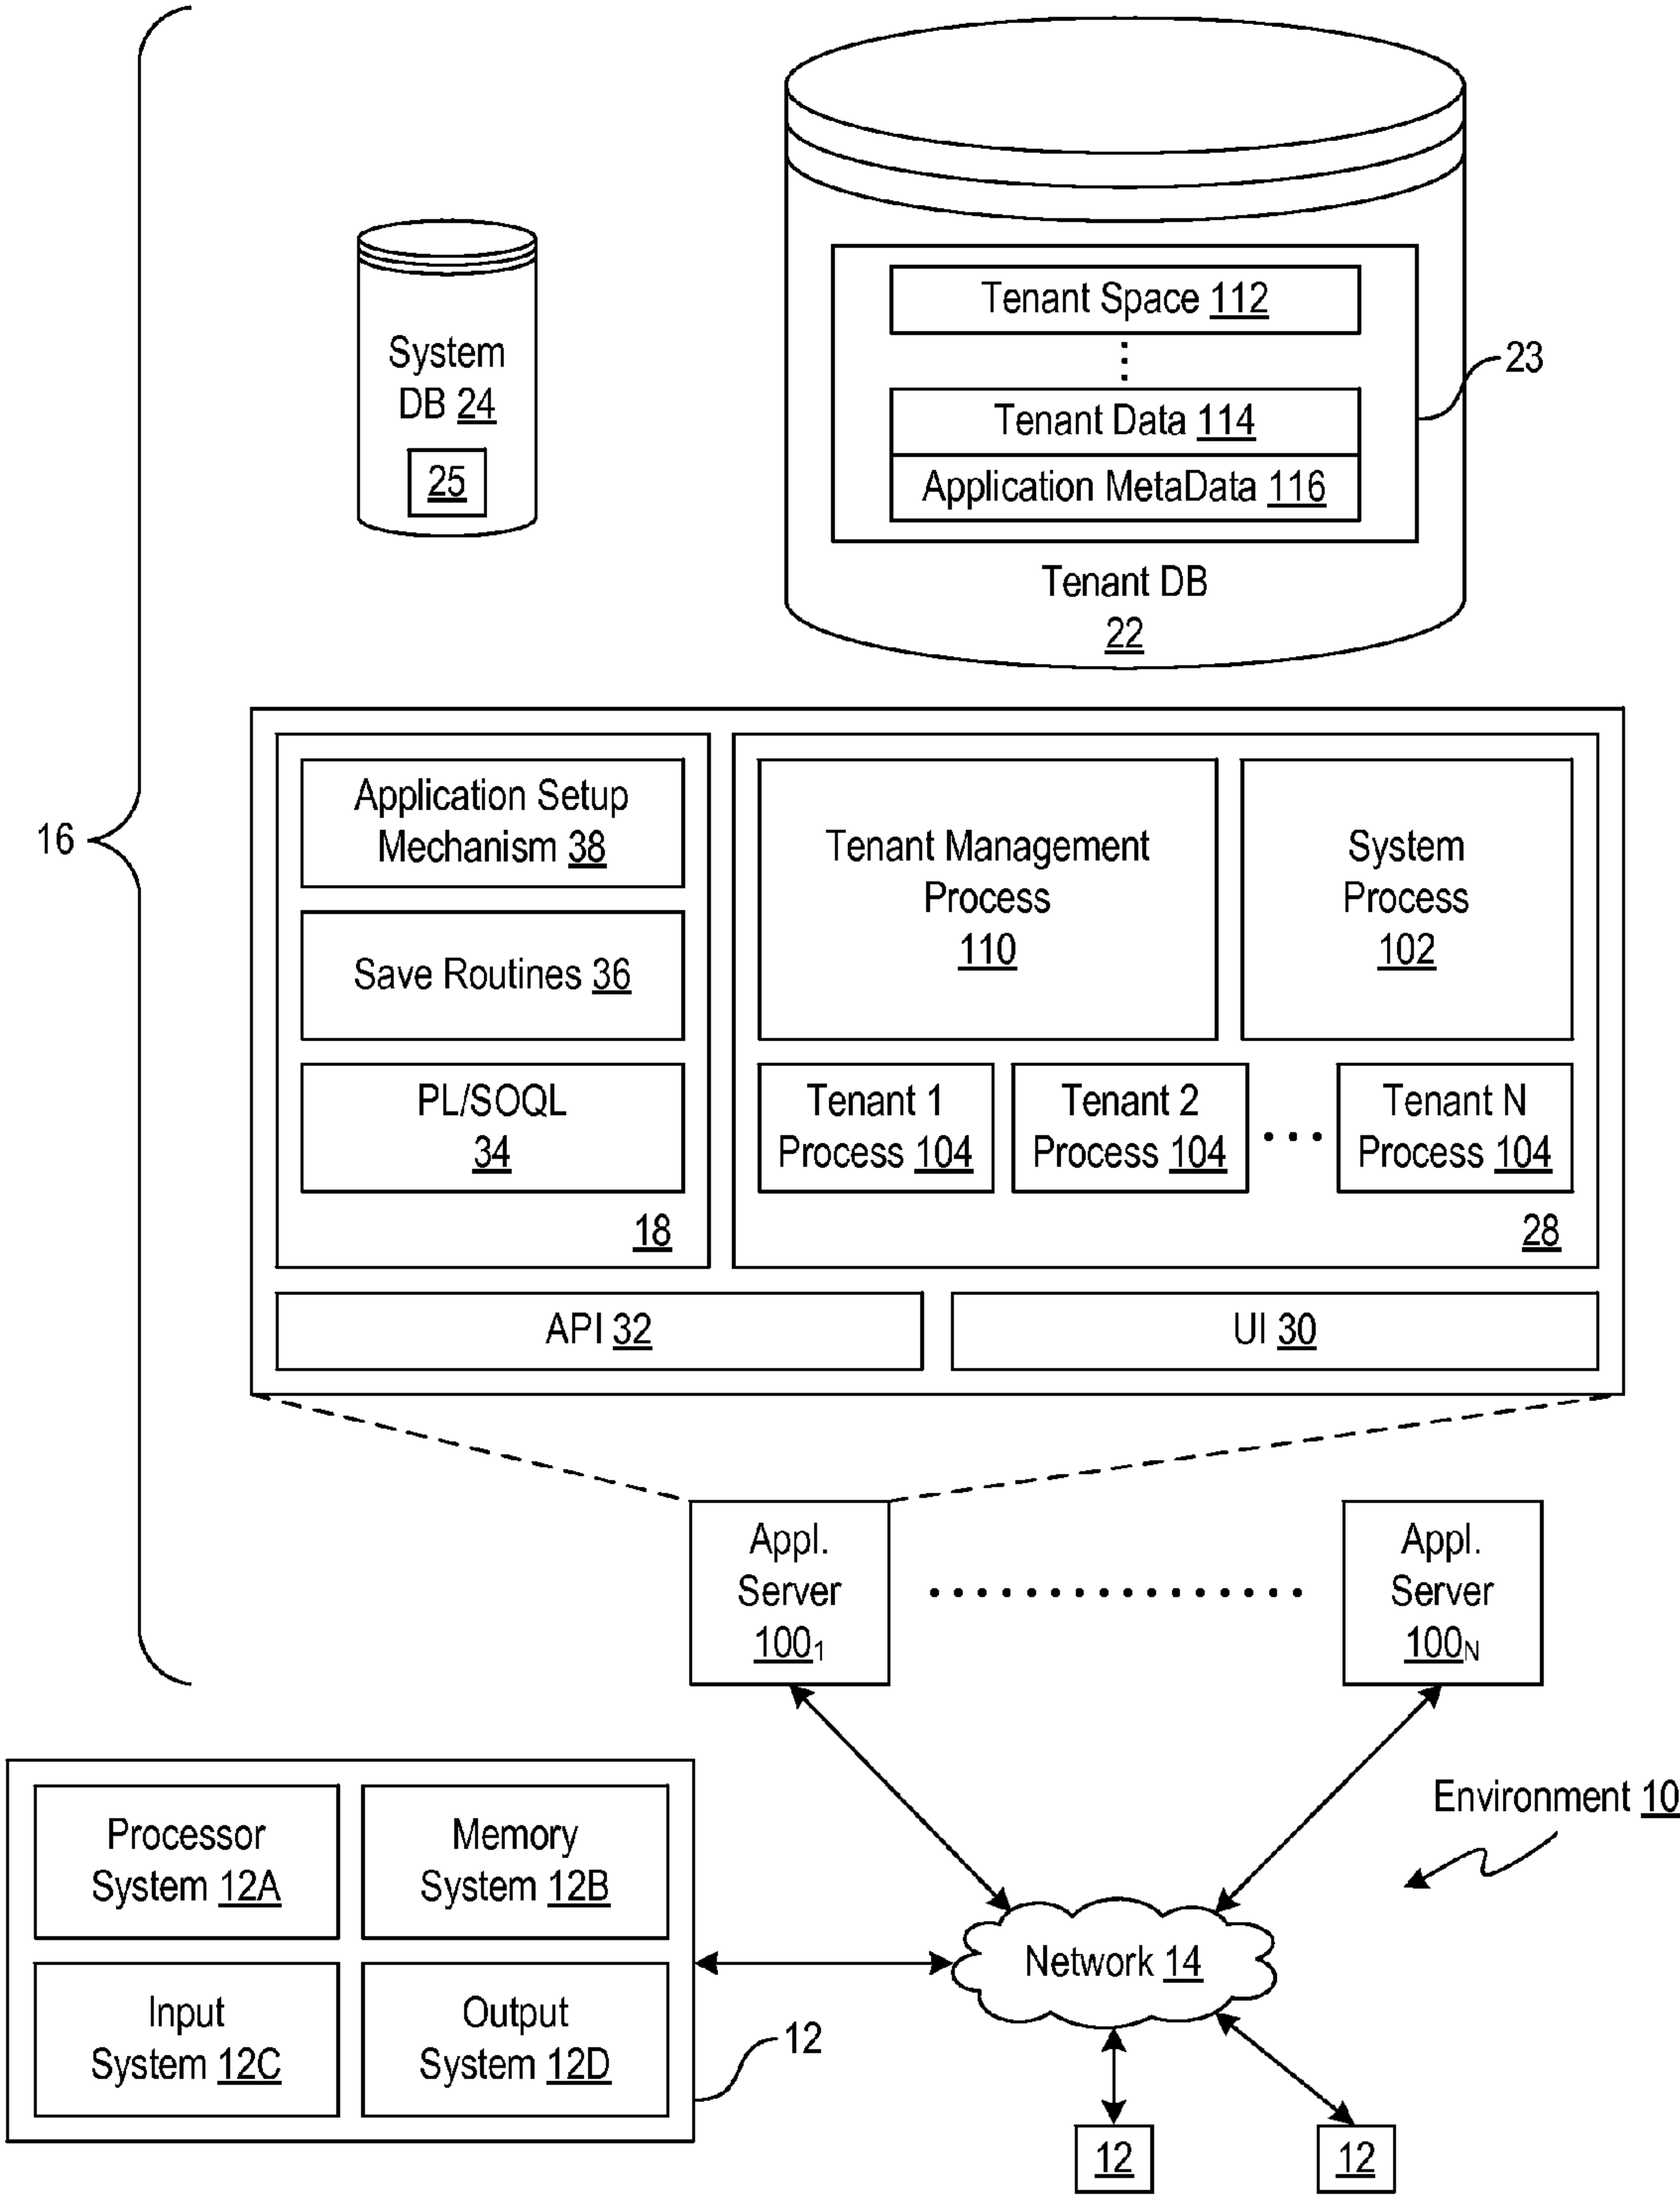 Tenant Space 112
System
DB 24
25
Tenant Data 114
Application MetaData 116
23
Tenant DB
22
16
Application Setup
Mechanism 38
Save Routines 36
PL/SOQL
34
18
Tenant Management
Process
110
System
Process
102
Tenant 1
Process 104
Tenant 2
Process 104
Tenant N
Process 104
28
API 32
UI 30
Appl.
Server
100₁
Appl.
Server
100N
Environment 10
Processor
System 12A
Memory
System 12B
Input
System 12C
Output
System 12D
12
Network 14
12
12